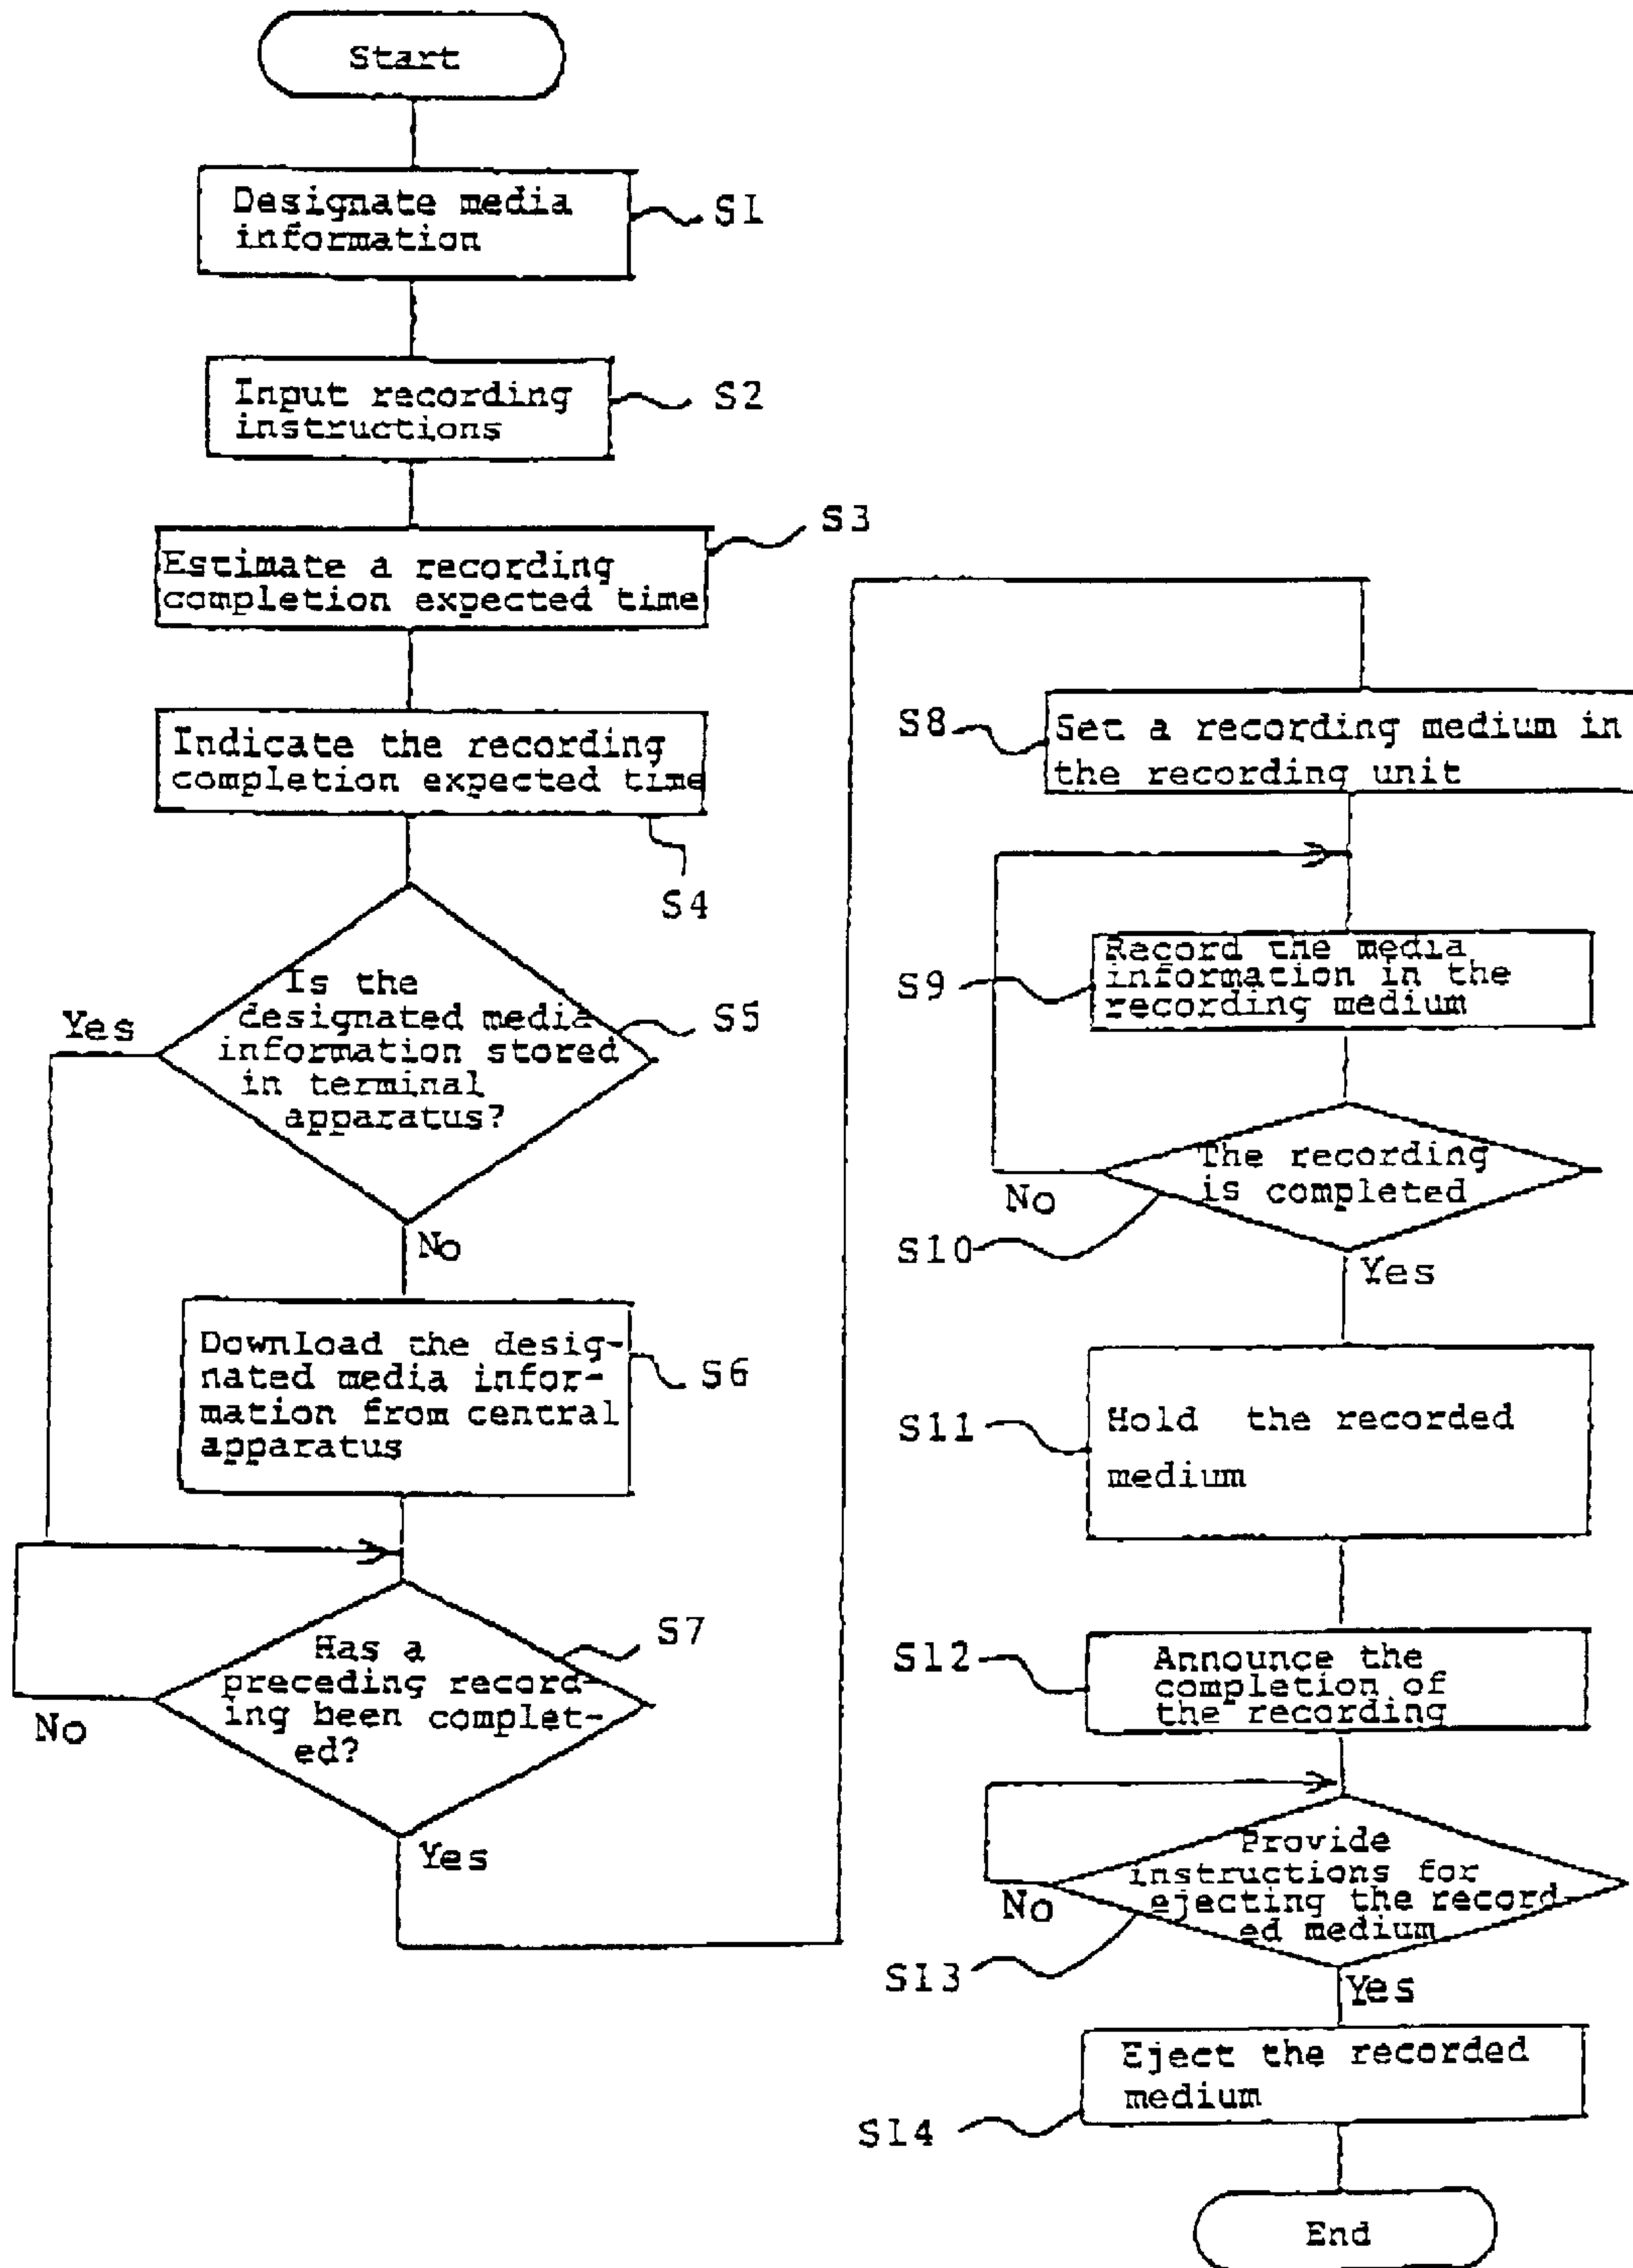 Start
Designate media
information
S1
Input recording
instructions
S2
Estimate a recording
completion expected time
S3
Indicate the recording
completion expected time
S4
Is the
designated media
information stored
in terminal
apparatus?
S5
Yes
No
Download the desig-
nated media infor-
mation from central
apparatus
S6
Has a
preceding record-
ing been complet-
ed?
S7
No
Yes
S8
Set a recording medium in
the recording unit
S9
Record the media
information in the
recording medium
The recording
is completed
No
S10
Yes
S11
Hold the recorded
medium
S12
Announce the
completion of
the recording
Provide
instructions for
ejecting the record-
ed medium
No
S13
Yes
Eject the recorded
medium
S14
End